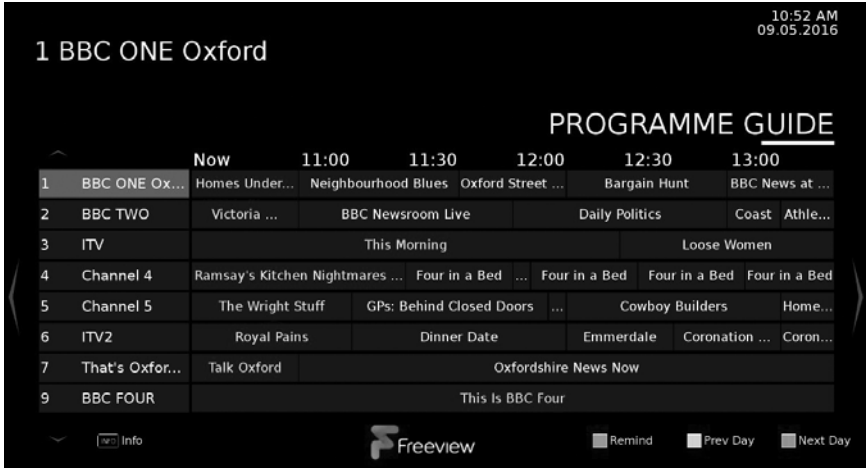 10:52 AM
09.05.2016
1 BBC ONE Oxford
PROGRAMME GUIDE
Now 11:00 11:30 12:00 12:30 13:00
1 BBC ONE Ox... Homes Under... Neighbourhood Blues Oxford Street ... Bargain Hunt BBC News at ...
2 BBC TWO Victoria ... BBC Newsroom Live Daily Politics Coast Athle...
3 ITV This Morning Loose Women
4 Channel 4 Ramsay's Kitchen Nightmares ... Four in a Bed ... Four in a Bed Four in a Bed Four in a Bed
5 Channel 5 The Wright Stuff GPs: Behind Closed Doors ... Cowboy Builders Home...
6 ITV2 Royal Pains Dinner Date Emmerdale Coronation ... Coron...
7 That's Oxfor... Talk Oxford Oxfordshire News Now
9 BBC FOUR This Is BBC Four
INFO Info Freeview Remind Prev Day Next Day